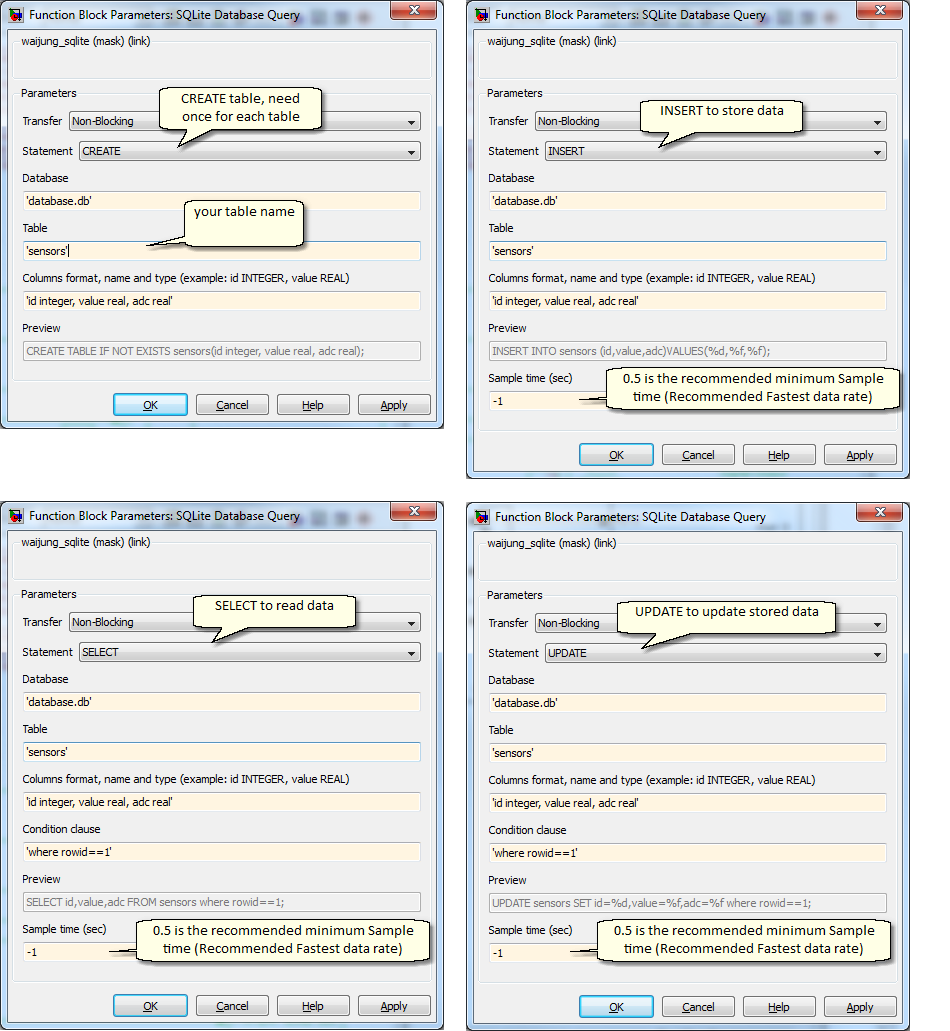 Function Block Parameters: SQLite Database Query
waijung_sqlite (mask) (link)
Parameters
CREATE table, need
once for each table
Transfer Non-Blocking
Statement CREATE
Database
'database.db'
your table name
Table
'sensors'
Columns format, name and type (example: id INTEGER, value REAL)
'id integer, value real, adc real'
Preview
CREATE TABLE IF NOT EXISTS sensors(id integer, value real, adc real);
OK Cancel Help Apply
Function Block Parameters: SQLite Database Query
waijung_sqlite (mask) (link)
Parameters
INSERT to store data
Transfer Non-Blocking
Statement INSERT
Database
'database.db'
Table
'sensors'
Columns format, name and type (example: id INTEGER, value REAL)
'id integer, value real, adc real'
Preview
INSERT INTO sensors (id,value,adc)VALUES(%d,%f,%f);
Sample time (sec)
0.5 is the recommended minimum Sample
time (Recommended Fastest data rate)
-1
OK Cancel Help Apply
Function Block Parameters: SQLite Database Query
waijung_sqlite (mask) (link)
Parameters
SELECT to read data
Transfer Non-Blocking
Statement SELECT
Database
'database.db'
Table
'sensors'
Columns format, name and type (example: id INTEGER, value REAL)
'id integer, value real, adc real'
Condition clause
'where rowid==1'
Preview
SELECT id,value,adc FROM sensors where rowid==1;
Sample time (sec)
0.5 is the recommended minimum Sample
time (Recommended Fastest data rate)
-1
OK Cancel Help Apply
Function Block Parameters: SQLite Database Query
waijung_sqlite (mask) (link)
Parameters
UPDATE to update stored data
Transfer Non-Blocking
Statement UPDATE
Database
'database.db'
Table
'sensors'
Columns format, name and type (example: id INTEGER, value REAL)
'id integer, value real, adc real'
Condition clause
'where rowid==1'
Preview
UPDATE sensors SET id=%d,value=%f,adc=%f where rowid==1;
Sample time (sec)
0.5 is the recommended minimum Sample
time (Recommended Fastest data rate)
-1
OK Cancel Help Apply